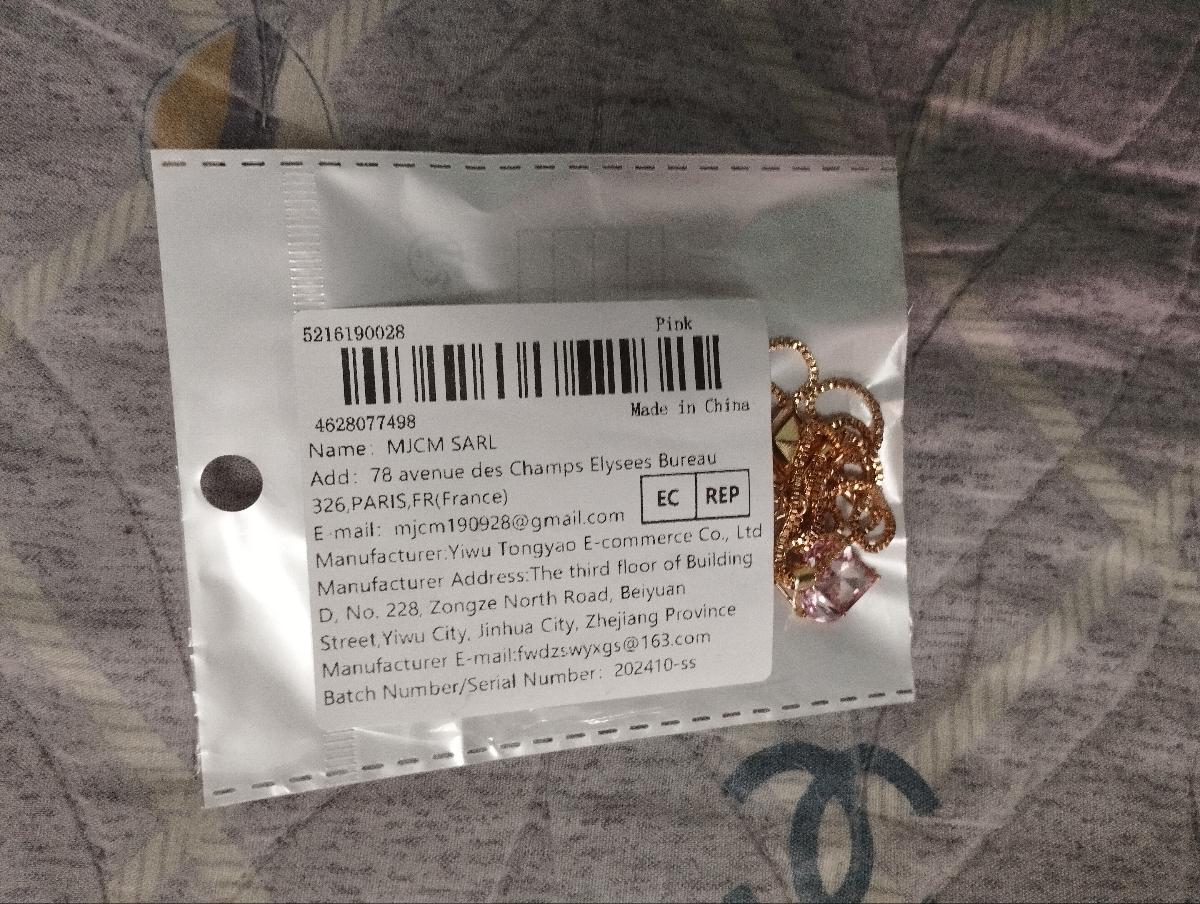 5216190028 Pink
4628077498 Made in China
Name: MJCM SARL
Add: 78 avenue des Champs Elysees Bureau
326,PARIS,FR(France)
EC REP
E-mail: mjcm190928@gmail.com
Manufacturer:Yiwu Tongyao E-commerce Co., Ltd
Manufacturer Address:The third floor of Building
D, No. 228, Zongze North Road, Beiyuan
Street,Yiwu City, Jinhua City, Zhejiang Province
Manufacturer E-mail:fwdzswyxgs@163.com
Batch Number/Serial Number: 202410-ss